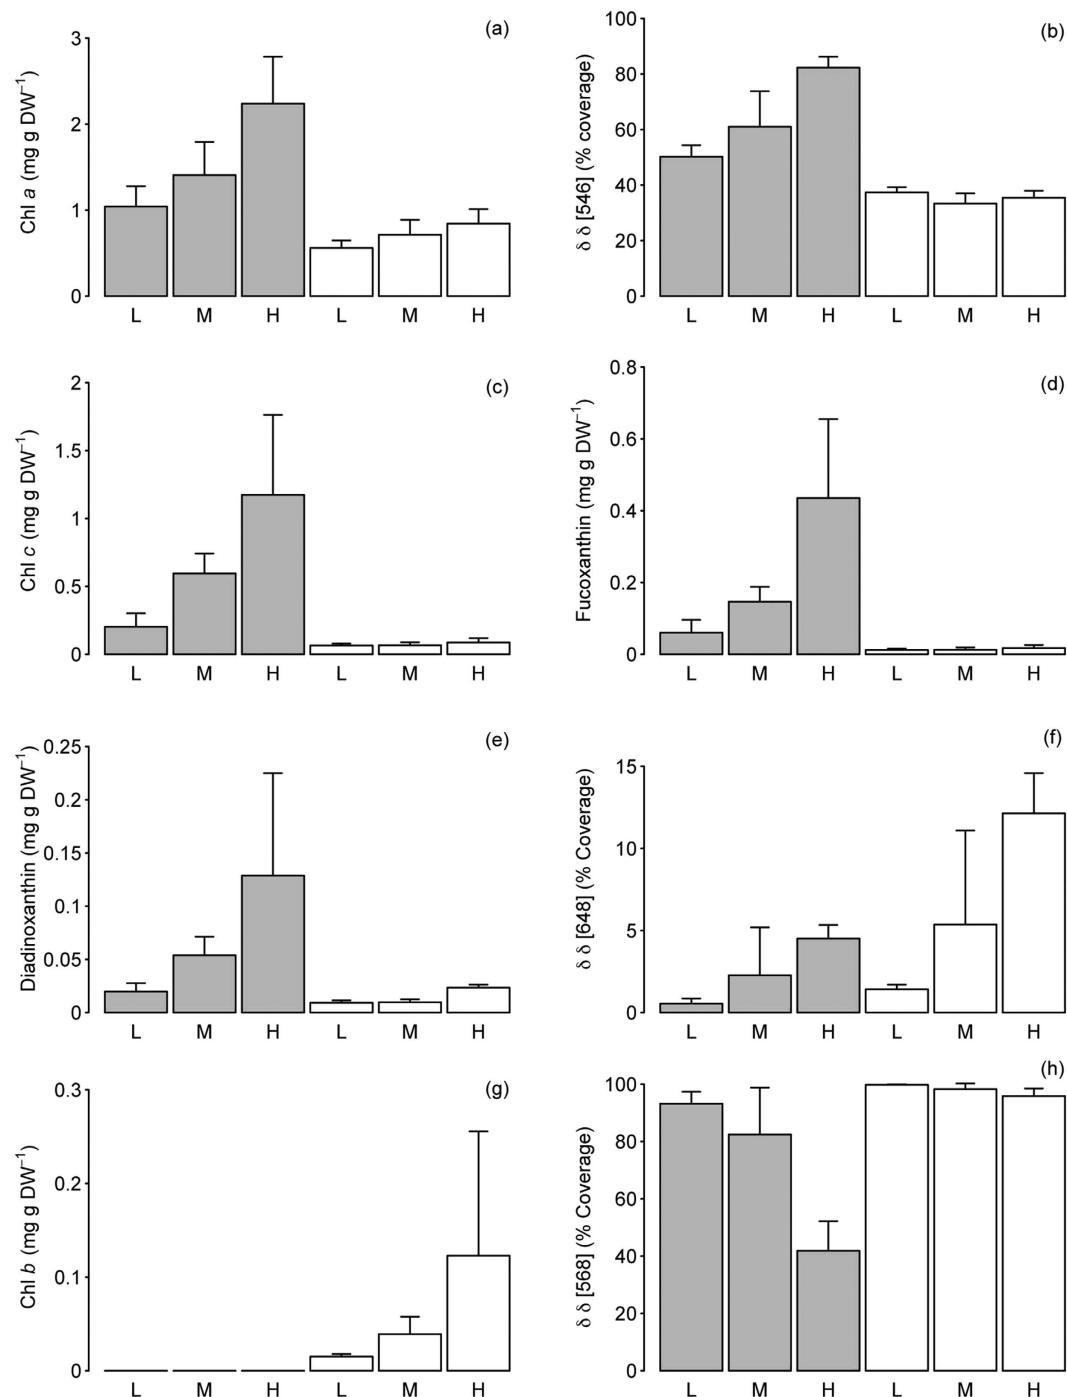 (a)
Chl a (mg g DW⁻¹)
3
2
1
0
L M H L M H
(b)
δ δ [546] (% coverage)
100
80
60
40
20
0
L M H L M H
(c)
Chl c (mg g DW⁻¹)
2
1.5
1
0.5
0
L M H L M H
(d)
Fucoxanthin (mg g DW⁻¹)
0.8
0.6
0.4
0.2
0
L M H L M H
(e)
Diadinoxanthin (mg g DW⁻¹)
0.25
0.2
0.15
0.1
0.05
0
L M H L M H
(f)
δ δ [648] (% Coverage)
15
10
5
0
L M H L M H
(g)
Chl b (mg g DW⁻¹)
0.3
0.2
0.1
0
L M H L M H
(h)
δ δ [568] (% Coverage)
100
80
60
40
20
0
L M H L M H